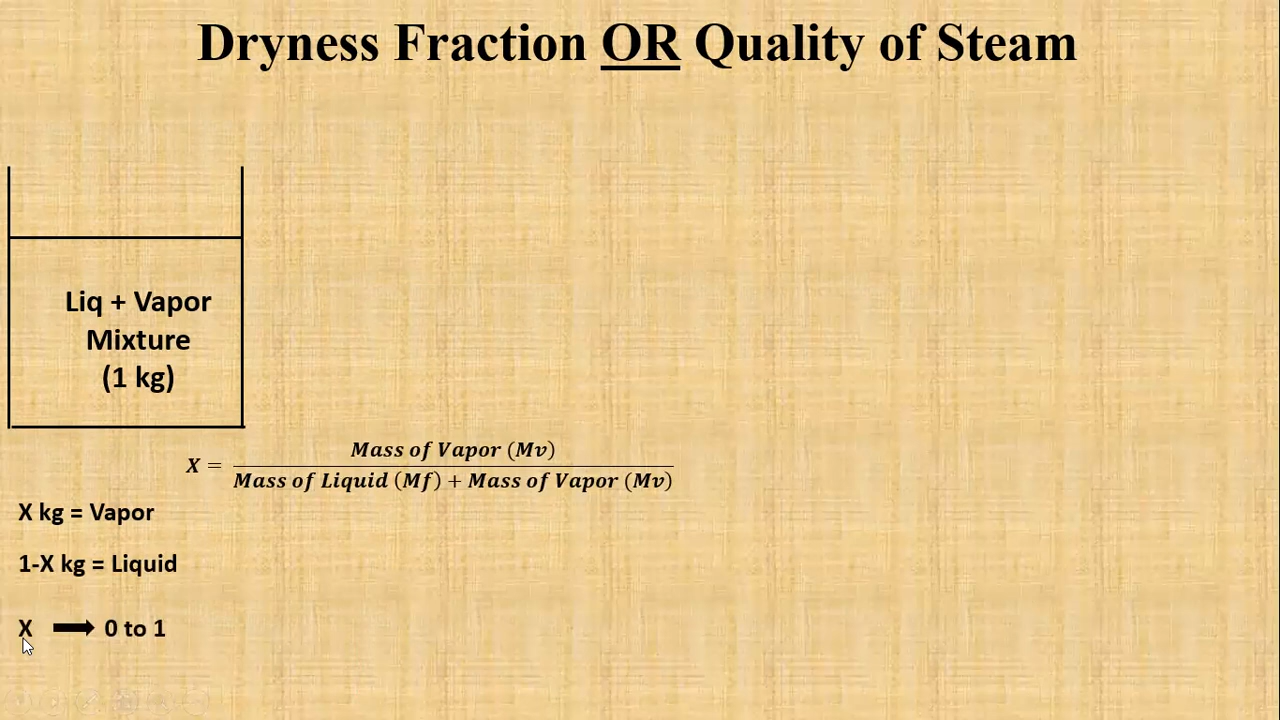 Dryness Fraction OR Quality of Steam
Liq + Vapor
Mixture
(1 kg)
X = Mass of Vapor (Mv)
Mass of Liquid (Mf) + Mass of Vapor (Mv)
X kg = Vapor
1-X kg = Liquid
X ➡ 0 to 1